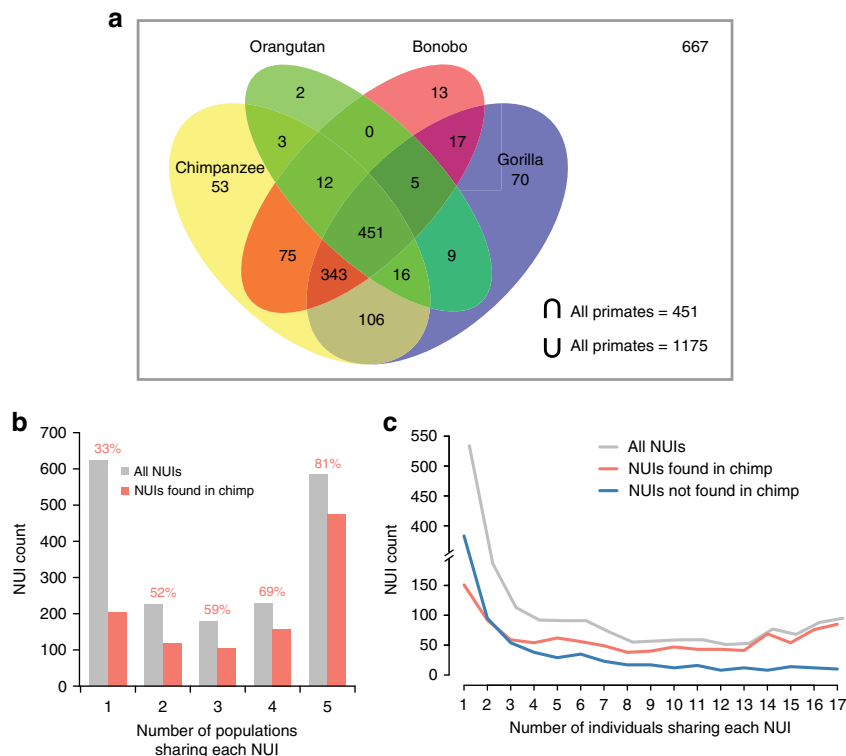 a
Orangutan
Bonobo
667
2
13
3
0
17
Chimpanzee
53
Gorilla
70
12
5
451
75
343
16
9
106
∩ All primates = 451
∪ All primates = 1175
b
700
600
500
400
300
200
100
0
NUI count
33%
52%
59%
69%
81%
All NUIs
NUIs found in chimp
1 2 3 4 5
Number of populations
sharing each NUI
c
550
500
450
400
150
100
50
0
NUI count
All NUIs
NUIs found in chimp
NUIs not found in chimp
1 2 3 4 5 6 7 8 9 10 11 12 13 14 15 16 17
Number of individuals sharing each NUI